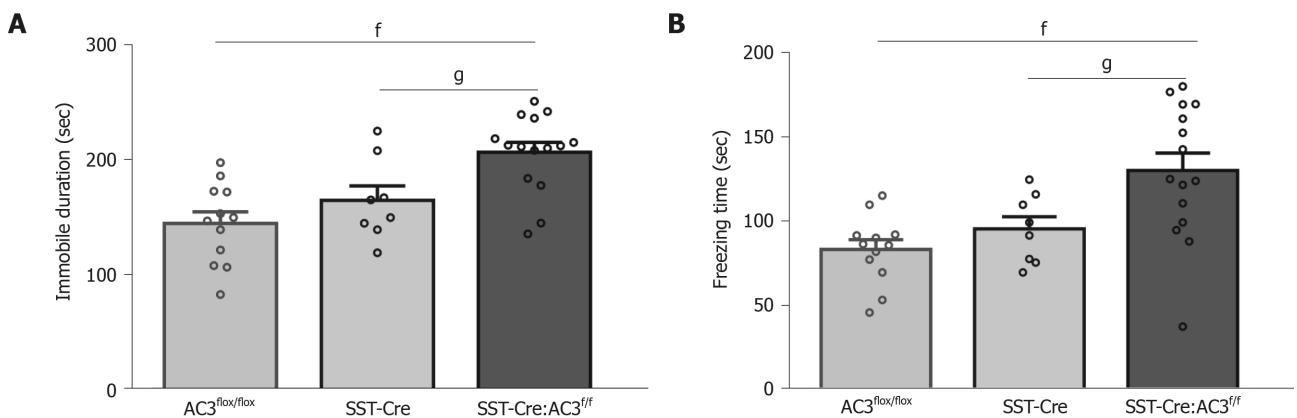 A
f
g
300
200
100
0
Immobile duration (sec)
AC3flox/flox
SST-Cre
SST-Cre:AC3f/f
B
f
g
200
150
100
50
0
Freezing time (sec)
AC3flox/flox
SST-Cre
SST-Cre:AC3f/f